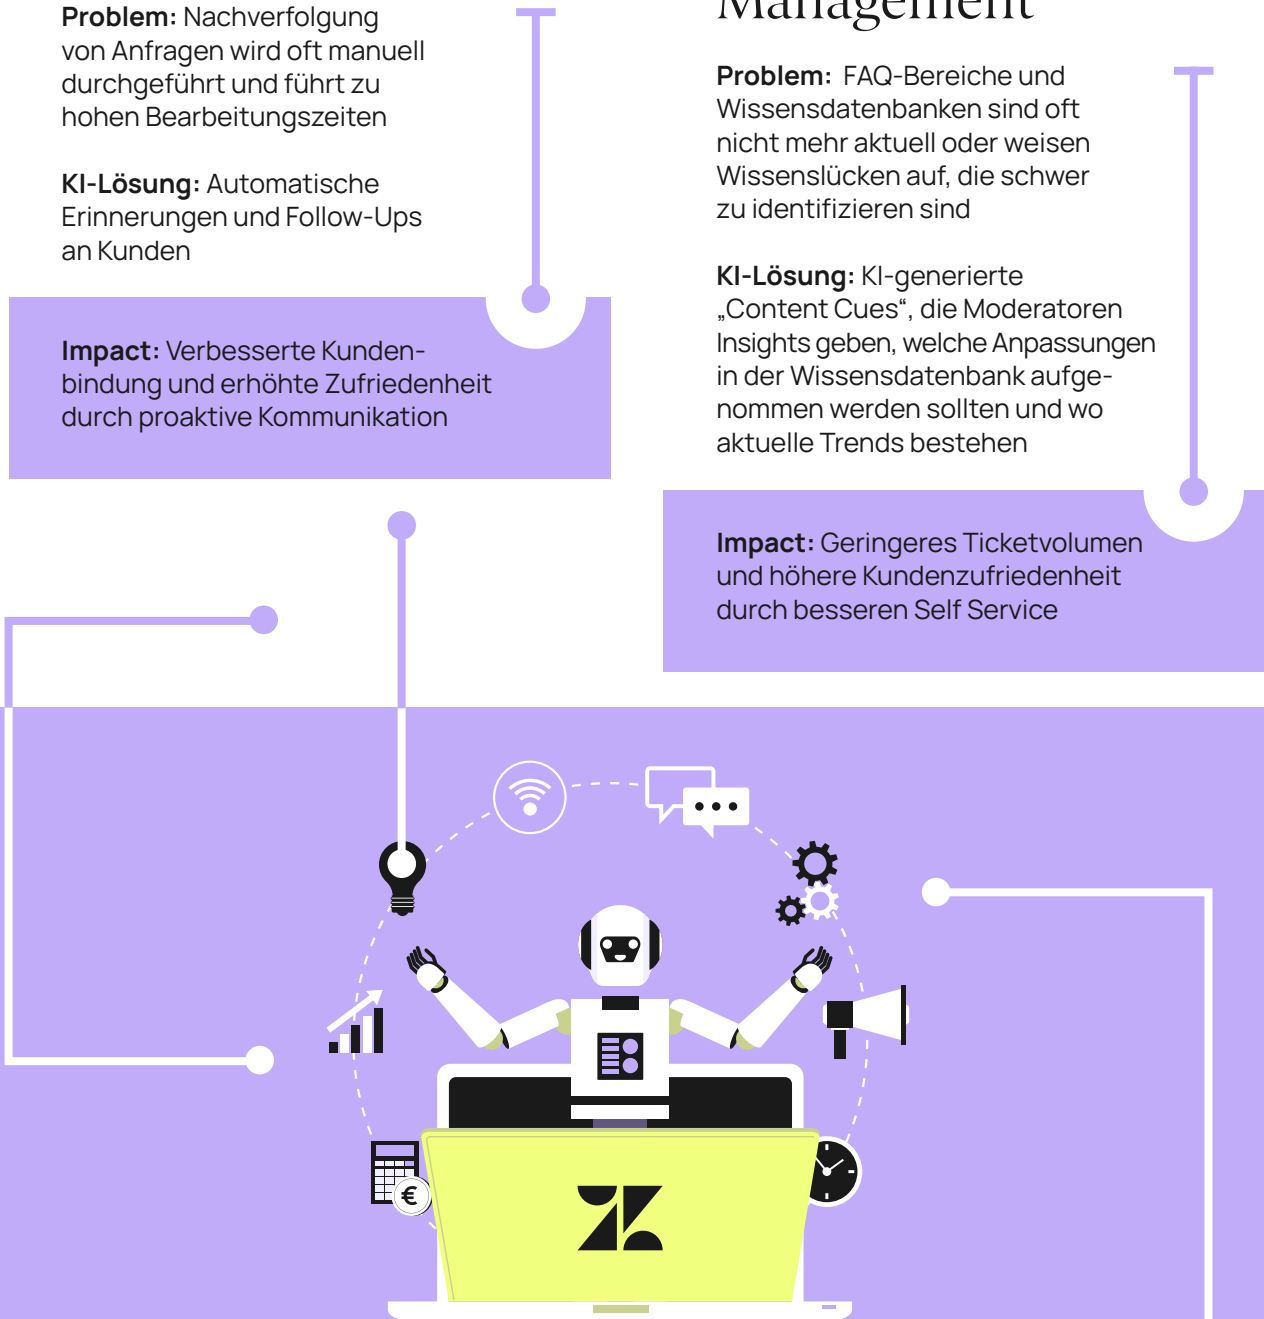 Problem: Nachverfolgung
von Anfragen wird oft manuell
durchgeführt und führt zu
hohen Bearbeitungszeiten
KI-Lösung: Automatische
Erinnerungen und Follow-Ups
an Kunden
Impact: Verbesserte Kunden-
bindung und erhöhte Zufriedenheit
durch proaktive Kommunikation
Management
Problem: FAQ-Bereiche und
Wissensdatenbanken sind oft
nicht mehr aktuell oder weisen
Wissenslücken auf, die schwer
zu identifizieren sind
KI-Lösung: KI-generierte
„Content Cues“, die Moderatoren
Insights geben, welche Anpassungen
in der Wissensdatenbank aufge-
nommen werden sollten und wo
aktuelle Trends bestehen
Impact: Geringeres Ticketvolumen
und höhere Kundenzufriedenheit
durch besseren Self Service
€